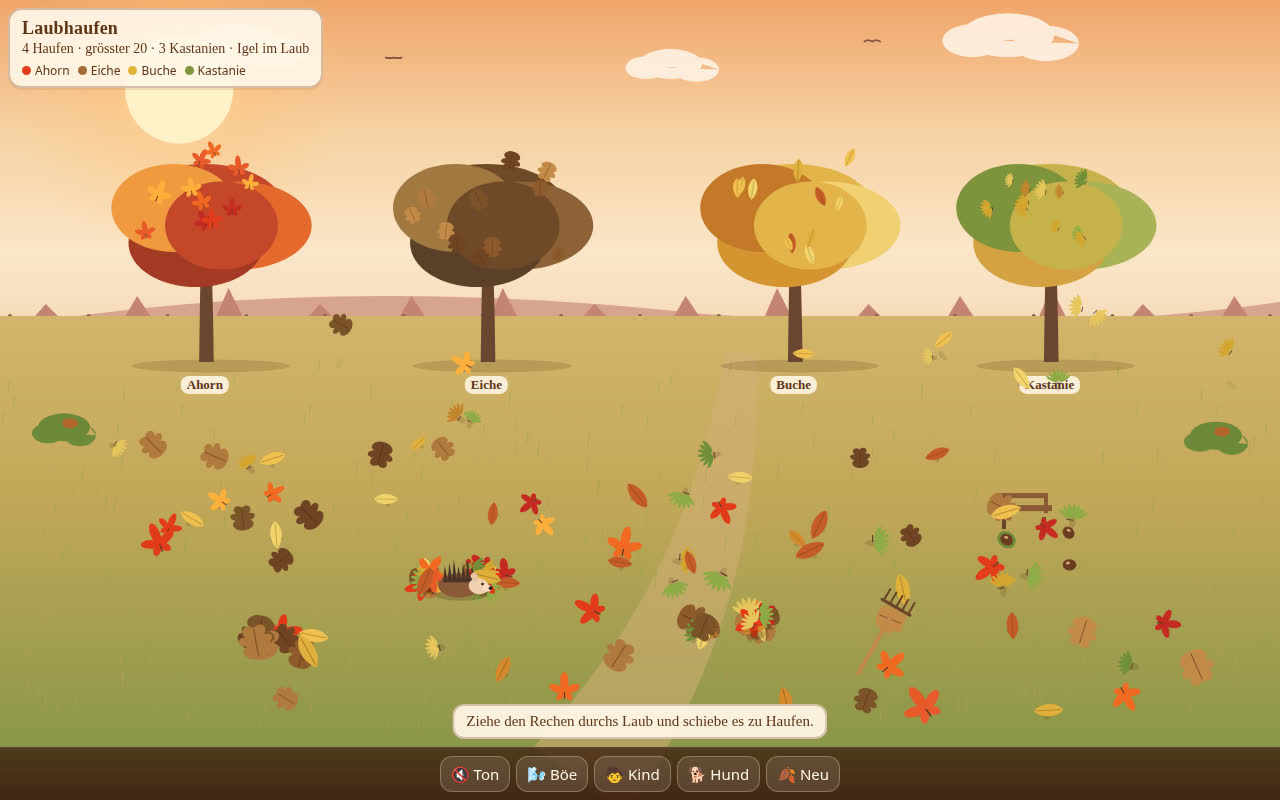 Laubhaufen
4 Haufen · grösster 20 · 3 Kastanien · Igel im Laub
Ahorn Eiche Buche Kastanie
Ahorn
Eiche
Buche
Kastanie
Ziehe den Rechen durchs Laub und schiebe es zu Haufen.
Ton Böe Kind Hund Neu